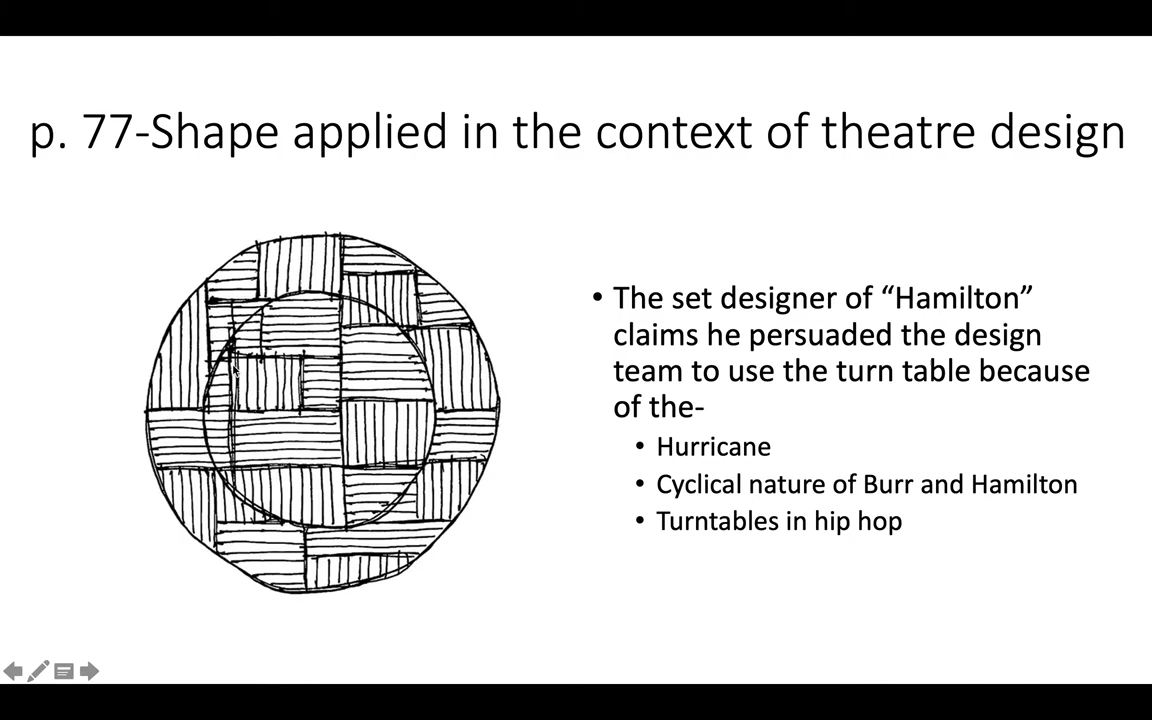 p. 77-Shape applied in the context of theatre design
• The set designer of “Hamilton”
claims he persuaded the design
team to use the turn table because
of the-
• Hurricane
• Cyclical nature of Burr and Hamilton
• Turntables in hip hop